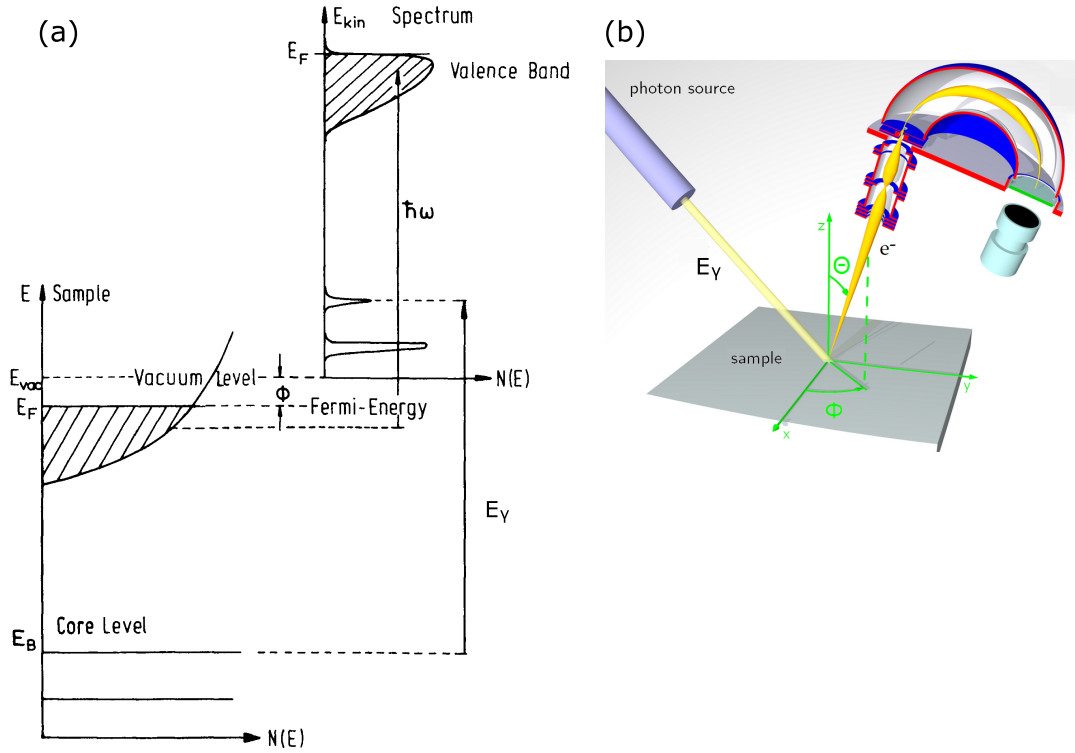 (a)
E_kin Spectrum
E_F
Valence Band
ħω
E Sample
E_vac
Vacuum Level
N(E)
Φ
E_F
Fermi-Energy
E_γ
Core Level
E_B
N(E)
(b)
photon source
z
e⁻
E_γ
Θ
sample
y
Φ
x